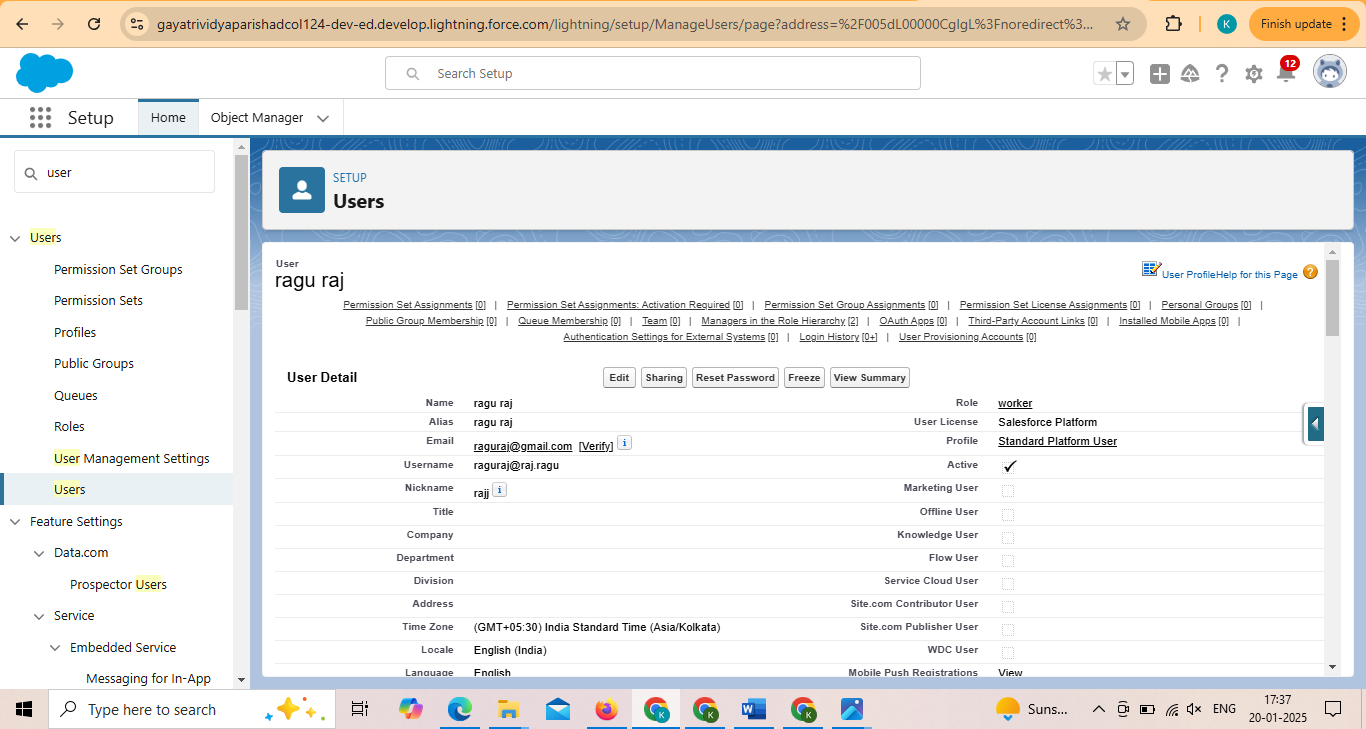 gayatrividyaparishadcol124-dev-ed.develop.lightning.force.com/lightning/setup/ManageUsers/page?address=%2F005dL00000CgIgL%3Fnoredirect%3...
K
Finish update
Search Setup
12
Setup
Home
Object Manager
user
SETUP
Users
Users
Permission Set Groups
Permission Sets
Profiles
Public Groups
Queues
Roles
User Management Settings
Users
Feature Settings
Data.com
Prospector Users
Service
Embedded Service
Messaging for In-App
User
ragu raj
User ProfileHelp for this Page ?
Permission Set Assignments [0] | Permission Set Assignments: Activation Required [0] | Permission Set Group Assignments [0] | Permission Set License Assignments [0] | Personal Groups [0] |
Public Group Membership [0] | Queue Membership [0] | Team [0] | Managers in the Role Hierarchy [2] | OAuth Apps [0] | Third-Party Account Links [0] | Installed Mobile Apps [0] |
Authentication Settings for External Systems [0] | Login History [0+] | User Provisioning Accounts [0]
User Detail Edit Sharing Reset Password Freeze View Summary
Name ragu raj Role worker
Alias ragu raj User License Salesforce Platform
Email raguraj@gmail.com [Verify] i Profile Standard Platform User
Username raguraj@raj.ragu Active
Nickname rajj i Marketing User
Title Offline User
Company Knowledge User
Department Flow User
Division Service Cloud User
Address Site.com Contributor User
Time Zone (GMT+05:30) India Standard Time (Asia/Kolkata) Site.com Publisher User
Locale English (India) WDC User
Language English Mobile Push Registrations View
Type here to search
Suns...
ENG
17:37
20-01-2025